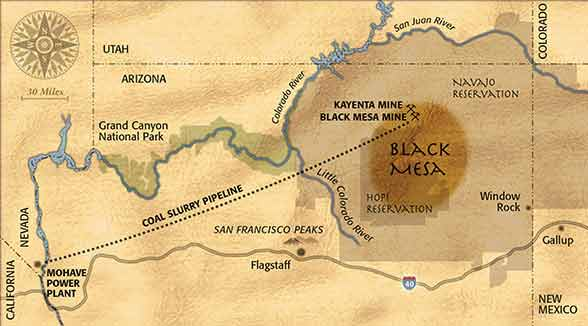 San Juan River
COLORADO
UTAH
ARIZONA
30 Miles
Colorado River
NAVAJO
RESERVATION
KAYENTA MINE
BLACK MESA MINE
Grand Canyon
National Park
BLACK
MESA
COAL SLURRY PIPELINE
Little Colorado River
HOPI
RESERVATION
Window
Rock
NEVADA
SAN FRANCISCO PEAKS
Gallup
CALIFORNIA
MOHAVE
POWER
PLANT
Flagstaff
40
NEW
MEXICO